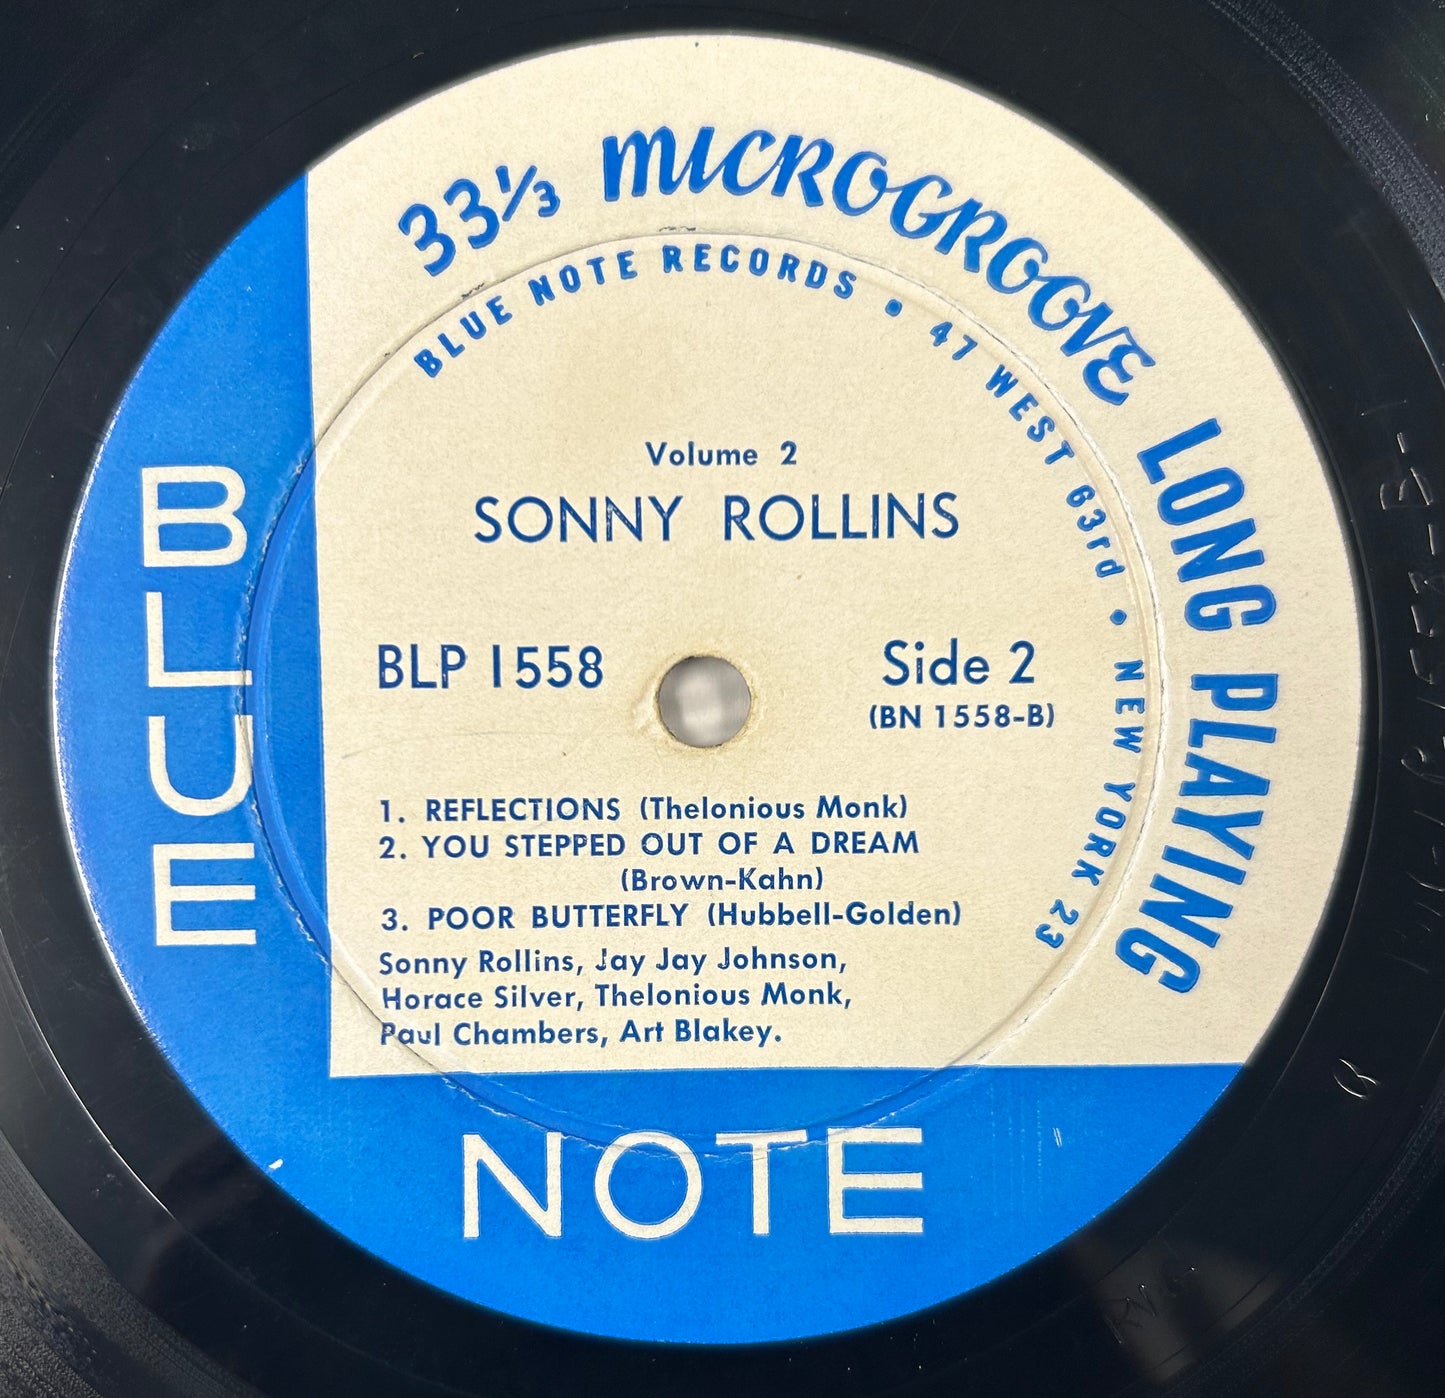 33⅓ MICROGROOVE LONG PLAYING
BLUE NOTE RECORDS • 47 WEST 63rd • NEW YORK 23
Volume 2
SONNY ROLLINS
BLP 1558
Side 2
(BN 1558-B)
1. REFLECTIONS (Thelonious Monk)
2. YOU STEPPED OUT OF A DREAM
(Brown-Kahn)
3. POOR BUTTERFLY (Hubbell-Golden)
Sonny Rollins, Jay Jay Johnson,
Horace Silver, Thelonious Monk,
Paul Chambers, Art Blakey.
BLUE
NOTE